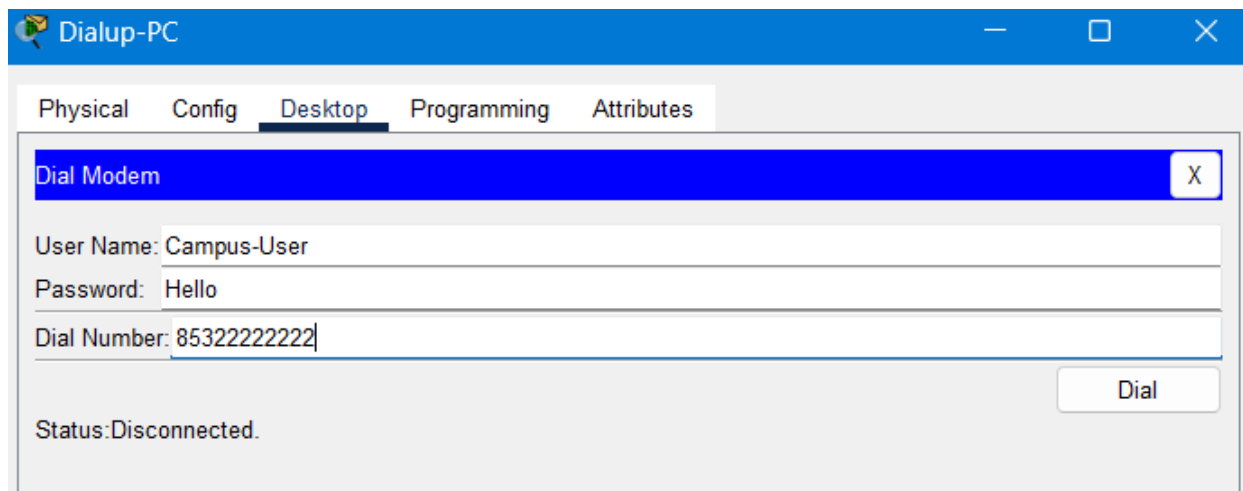 Dialup-PC
Physical Config Desktop Programming Attributes
Dial Modem X
User Name: Campus-User
Password: Hello
Dial Number: 85322222222
Dial
Status:Disconnected.